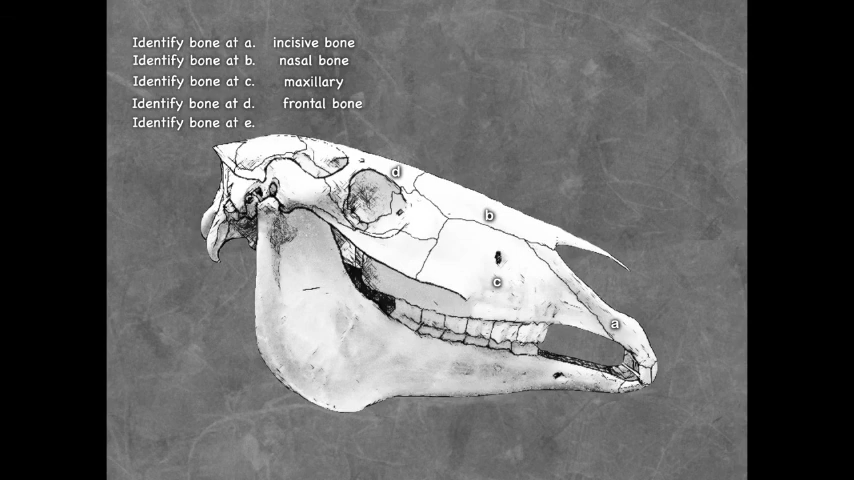 Identify bone at a. incisive bone
Identify bone at b. nasal bone
Identify bone at c. maxillary
Identify bone at d. frontal bone
Identify bone at e.
d
b
c
a